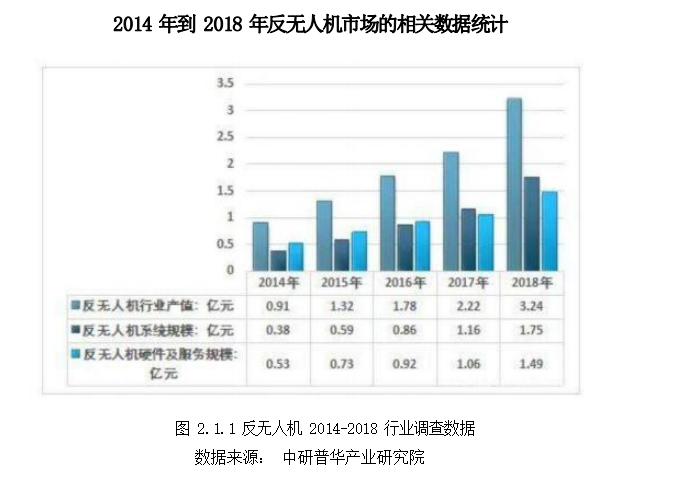 2014 年到 2018 年反无人机市场的相关数据统计
3.5
3
2.5
2
1.5
1
0.5
0
2014年 2015年 2016年 2017年 2018年
反无人机行业产值：亿元 0.91 1.32 1.78 2.22 3.24
反无人机系统规模：亿元 0.38 0.59 0.86 1.16 1.75
反无人机硬件及服务规模：
亿元 0.53 0.73 0.92 1.06 1.49
图 2.1.1 反无人机 2014-2018 行业调查数据
数据来源： 中研普华产业研究院